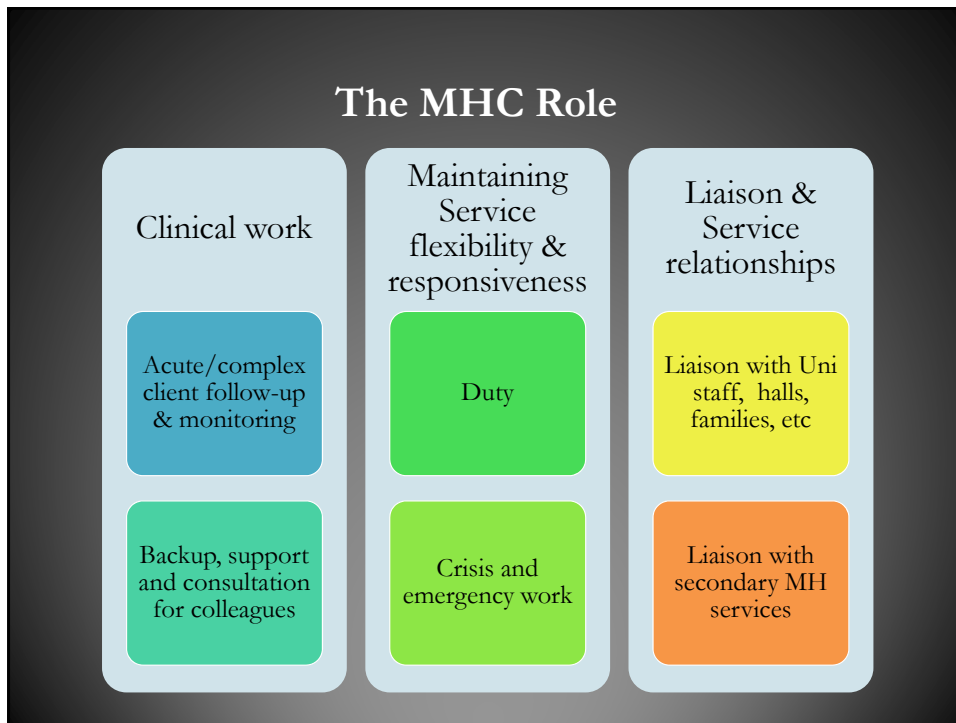 The MHC Role
Clinical work
Acute/complex
client follow-up
& monitoring
Backup, support
and consultation
for colleagues
Maintaining
Service
flexibility &
responsiveness
Duty
Crisis and
emergency work
Liaison &
Service
relationships
Liaison with Uni
staff, halls,
families, etc
Liaison with
secondary MH
services